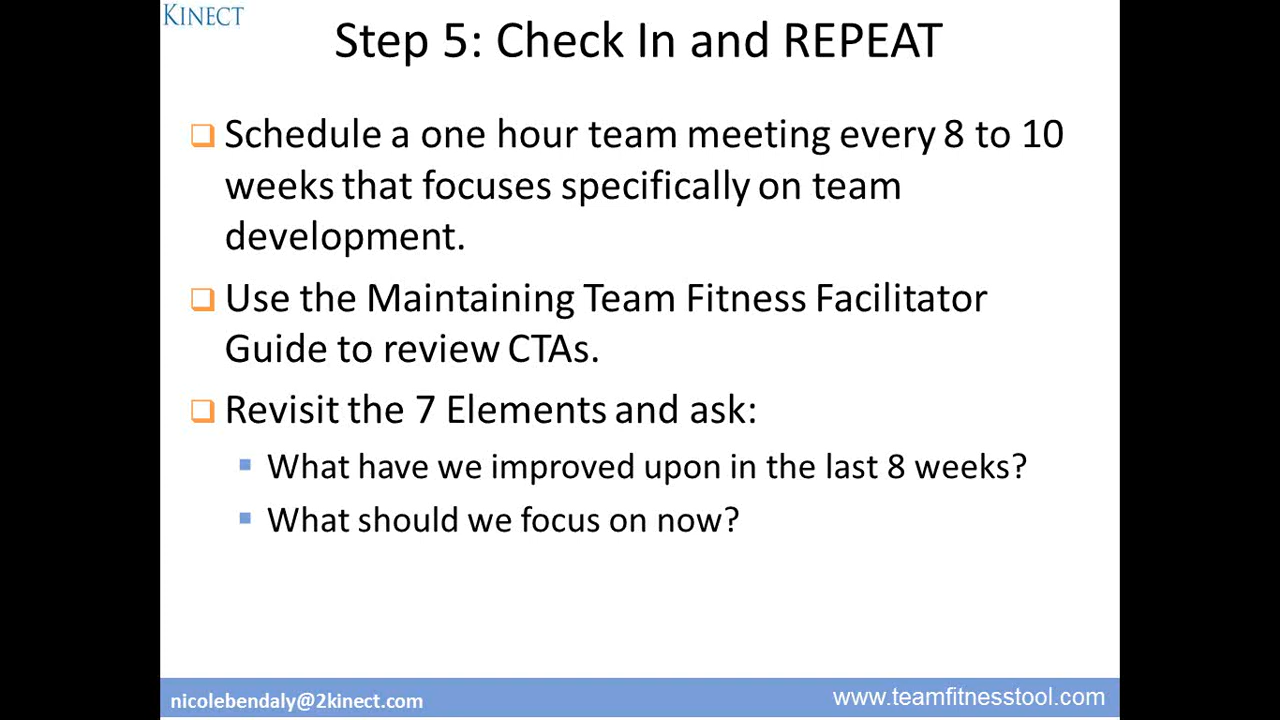 KINECT
Step 5: Check In and REPEAT
Schedule a one hour team meeting every 8 to 10
weeks that focuses specifically on team
development.
Use the Maintaining Team Fitness Facilitator
Guide to review CTAs.
Revisit the 7 Elements and ask:
What have we improved upon in the last 8 weeks?
What should we focus on now?
nicolebendaly@2kinect.com
www.teamfitnesstool.com